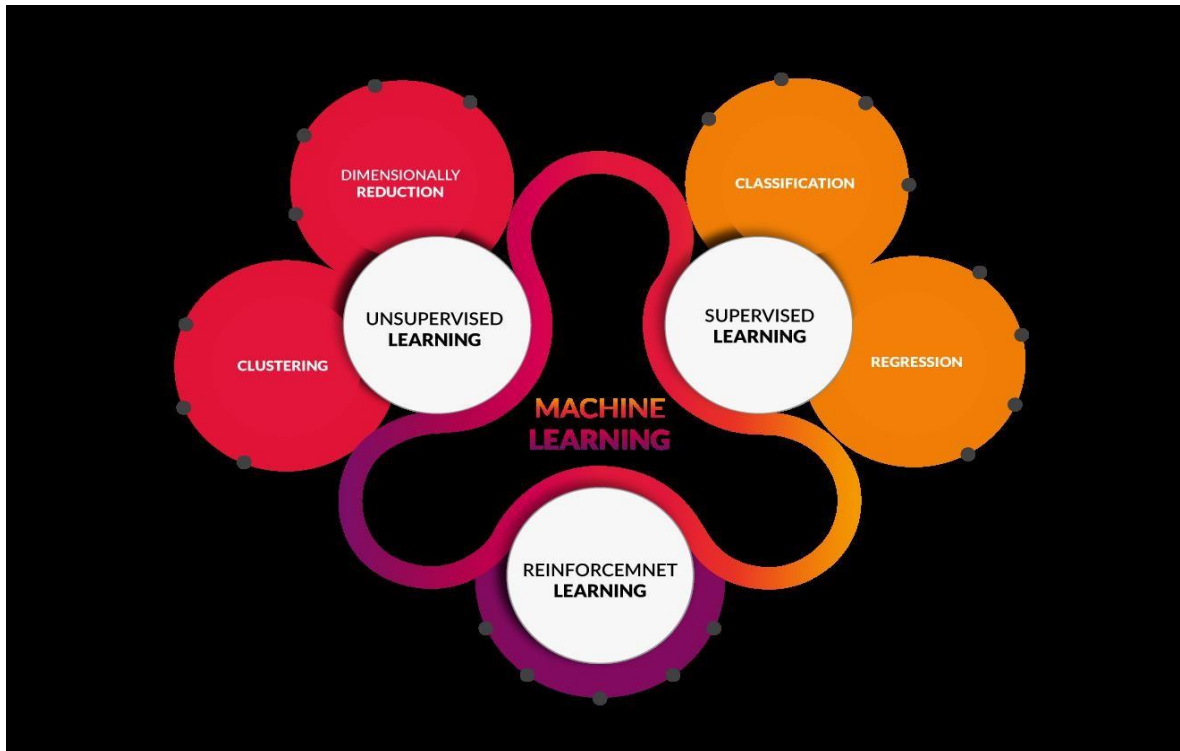 DIMENSIONALLY
REDUCTION
CLASSIFICATION
UNSUPERVISED
LEARNING
SUPERVISED
LEARNING
CLUSTERING
REGRESSION
MACHINE
LEARNING
REINFORCEMNET
LEARNING